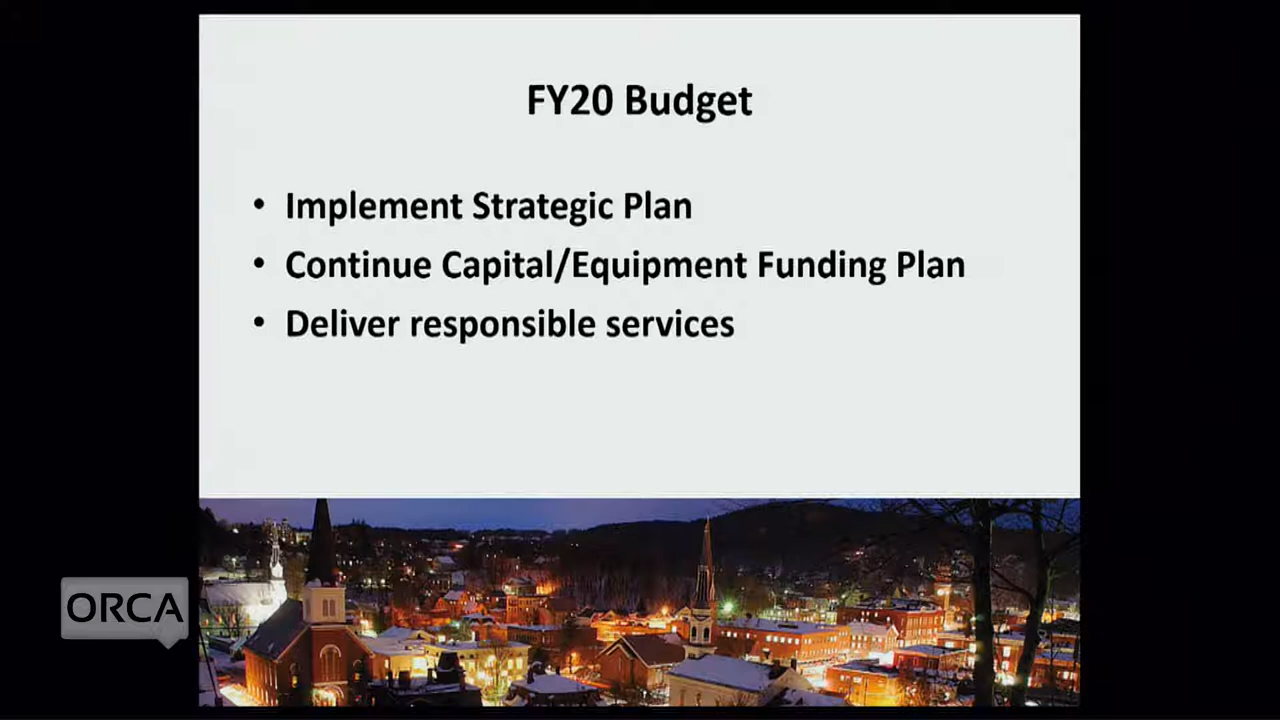 FY20 Budget
• Implement Strategic Plan
• Continue Capital/Equipment Funding Plan
• Deliver responsible services
ORCA